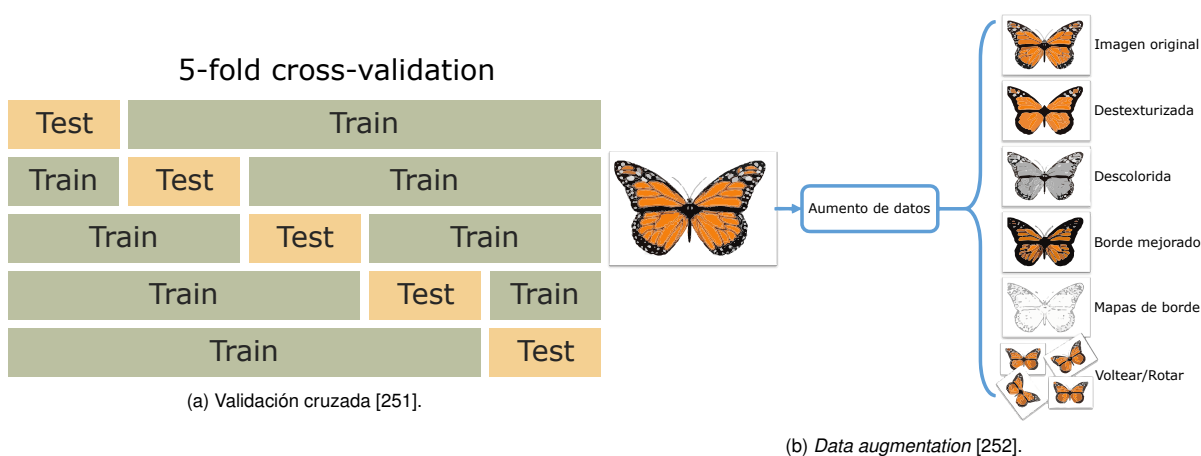 5-fold cross-validation
Test Train
Train Test Train
Train Test Train
Train Test Train
Train Test
(a) Validación cruzada [251].
Aumento de datos
Imagen original
Destexturizada
Descolorida
Borde mejorado
Mapas de borde
Voltear/Rotar
(b) Data augmentation [252].